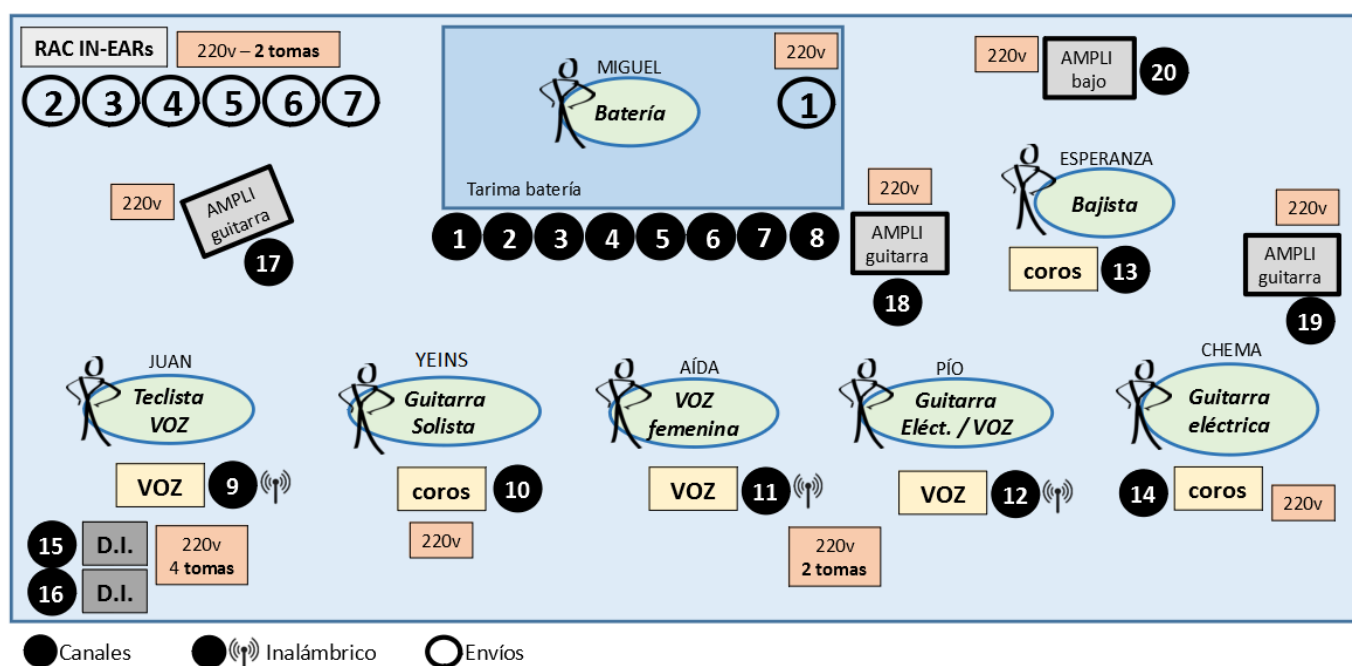 RAC IN-EARs
220v – 2 tomas
2 3 4 5 6 7
MIGUEL
Batería
220v
1
Tarima batería
1 2 3 4 5 6 7 8
220v
AMPLI
bajo
20
ESPERANZA
Bajista
coros
13
220v
AMPLI
guitarra
17
220v
AMPLI
guitarra
18
220v
AMPLI
guitarra
19
JUAN
Teclista
VOZ
VOZ
9
YEINS
Guitarra
Solista
coros
10
220v
AÍDA
VOZ
femenina
VOZ
11
PÍO
Guitarra
Eléct. / VOZ
VOZ
12
CHEMA
Guitarra
eléctrica
14
coros
220v
15
D.I.
16
D.I.
220v
4 tomas
220v
2 tomas
Canales
Inalámbrico
Envíos